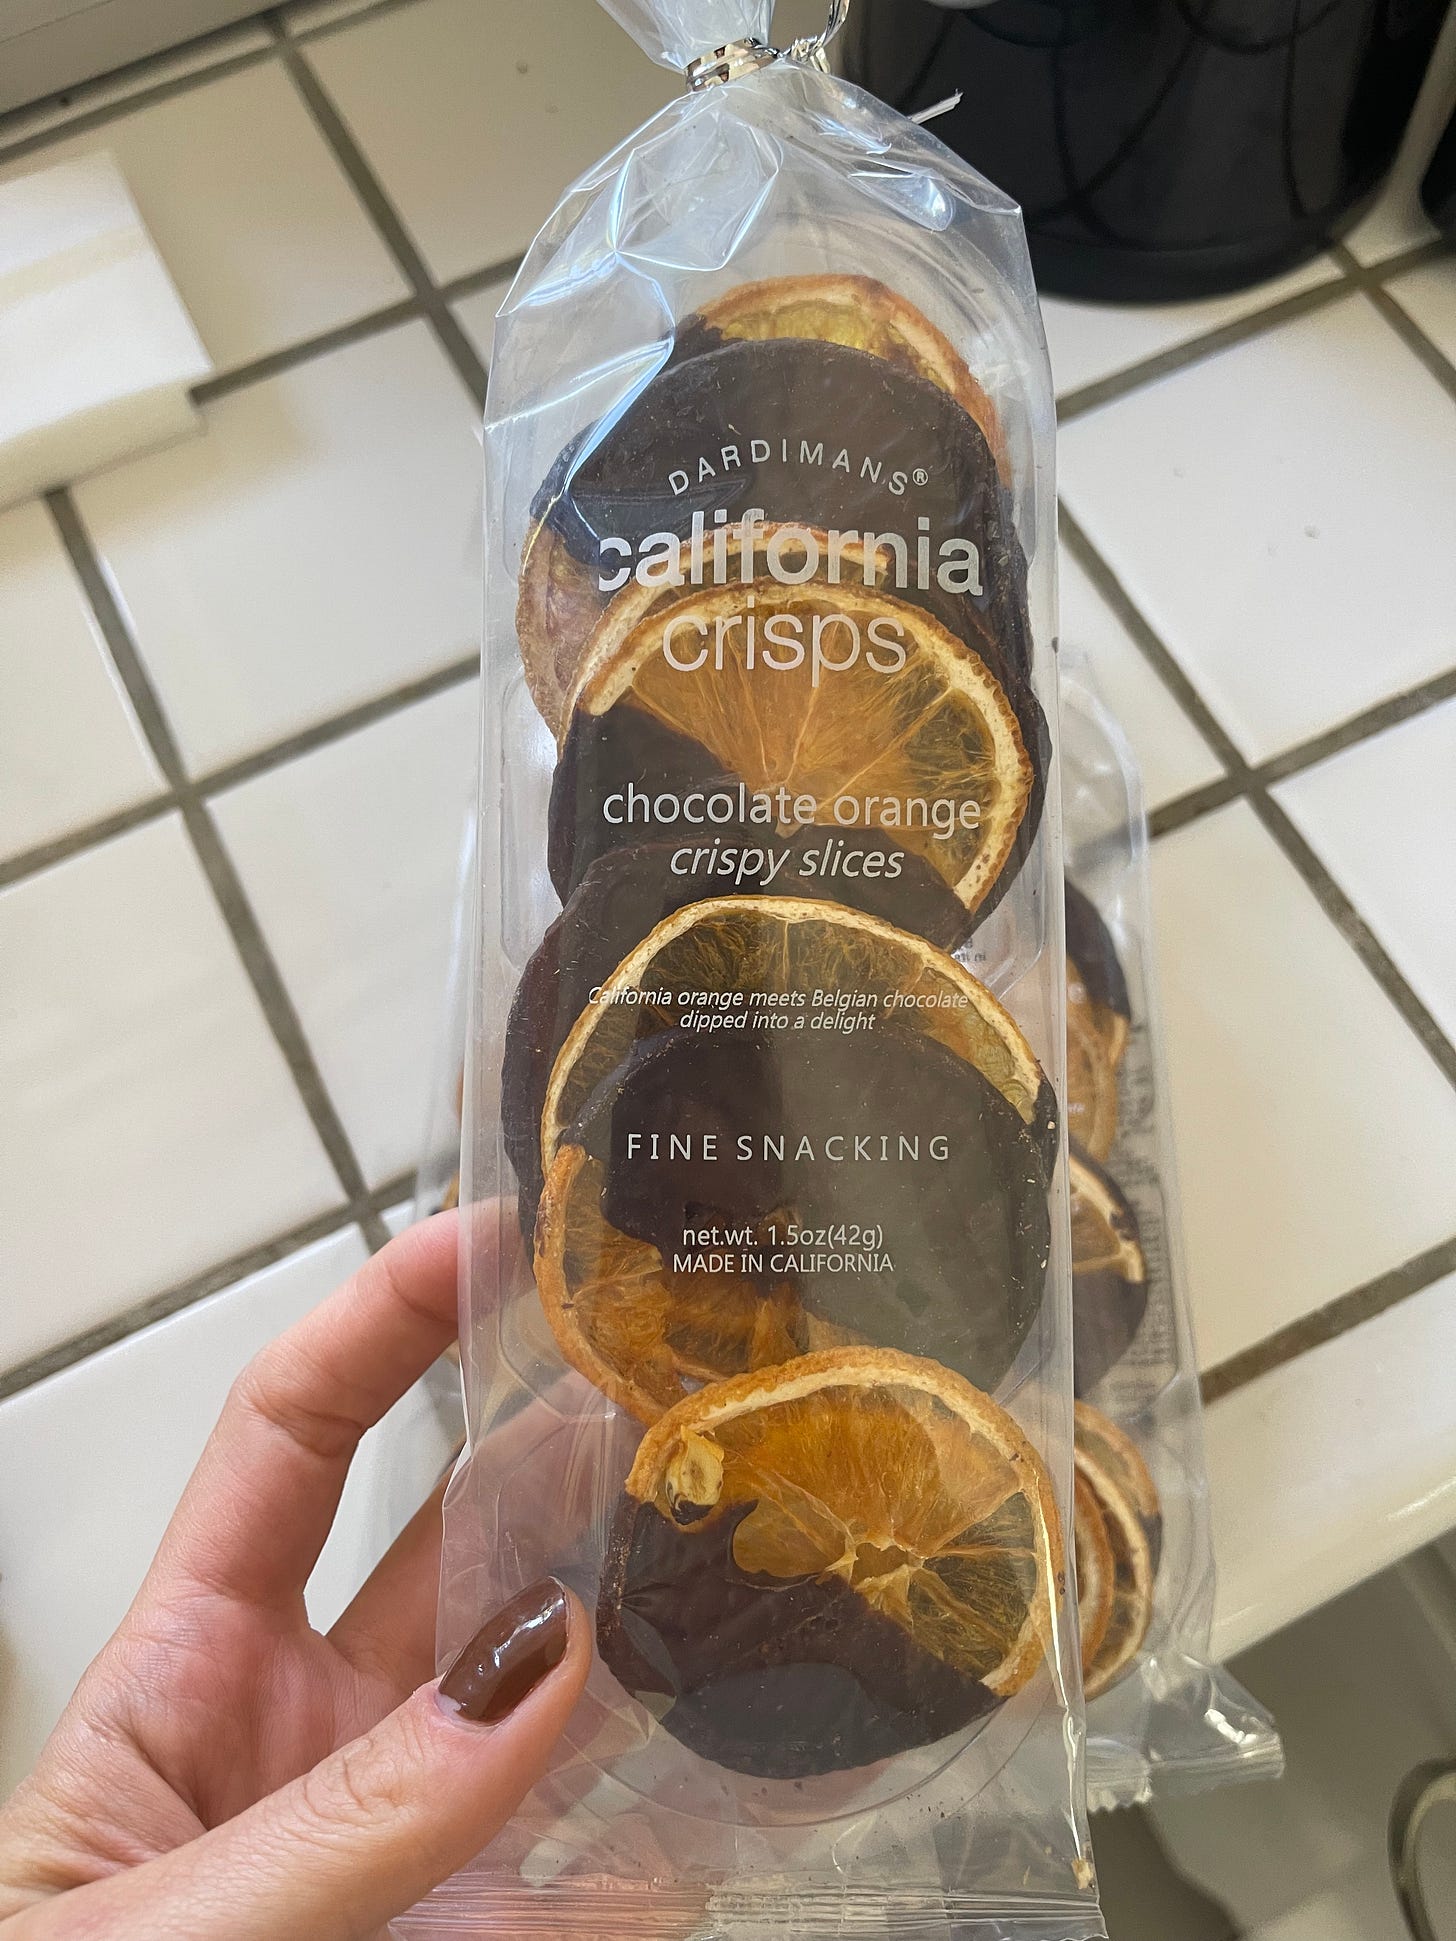 DARDIMANS®
california
crisps
chocolate orange
crispy slices
California orange meets Belgian chocolate
dipped into a delight
FINE SNACKING
net.wt. 1.5oz(42g)
MADE IN CALIFORNIA